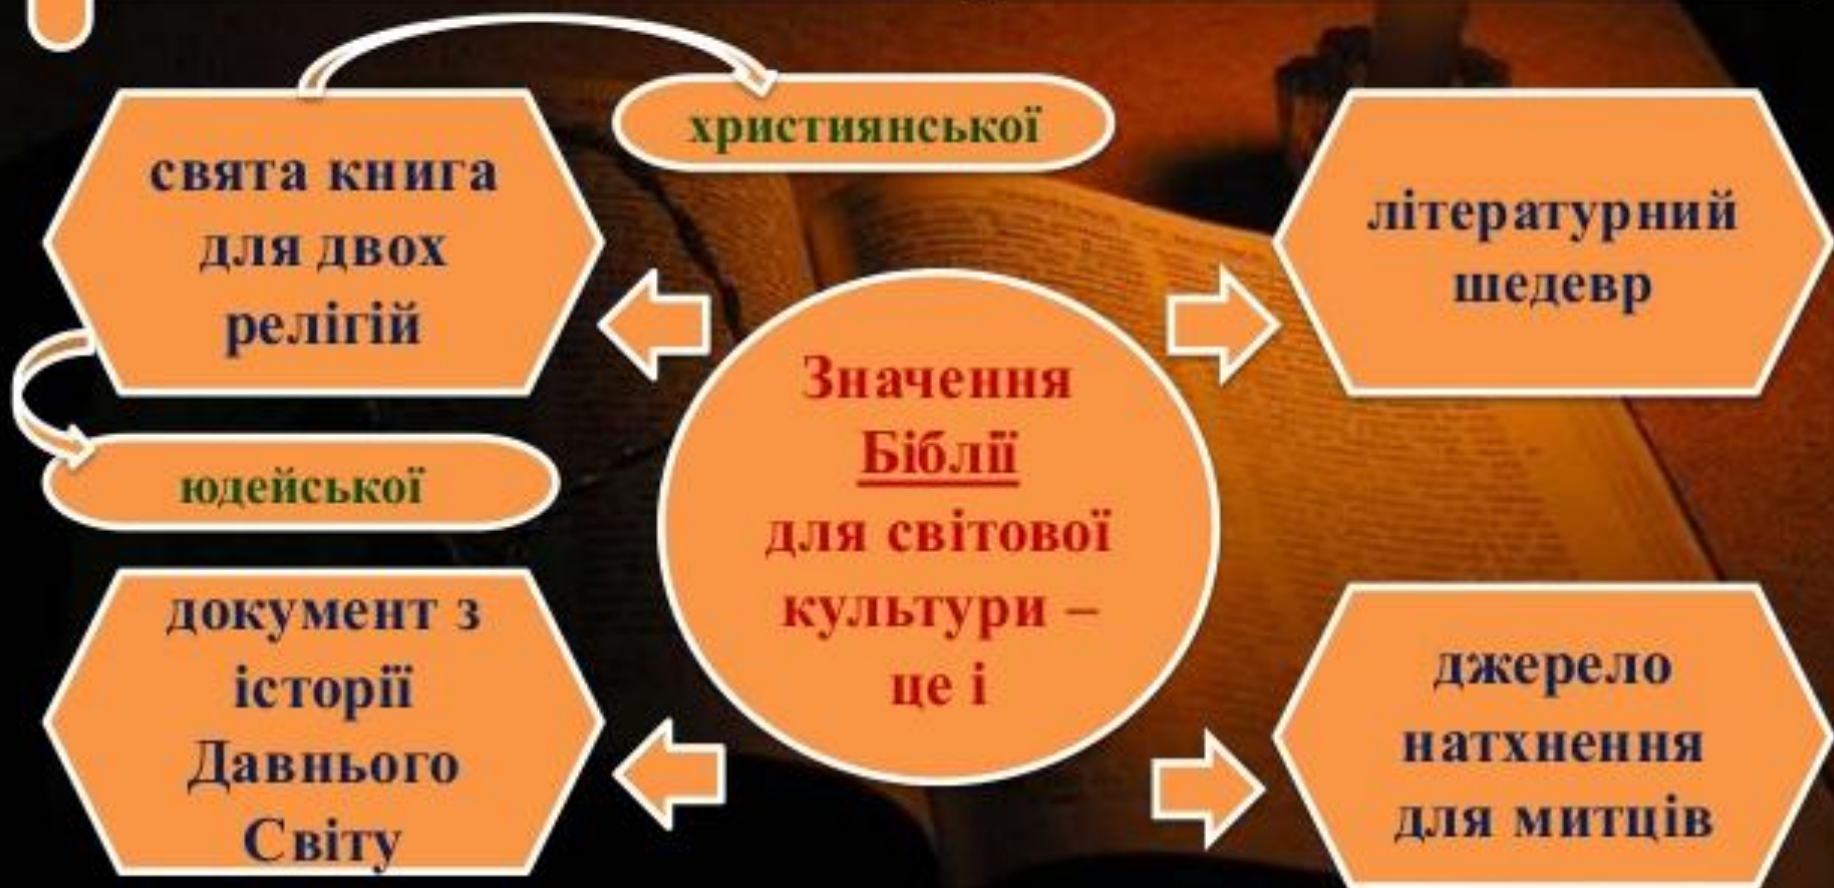 християнської
свята книга
для двох
релігій
літературний
шедевр
юдейської
Значення
Біблії
для світової
культури –
це і
документ з
історії
Давнього
Світу
джерело
натхнення
для митців